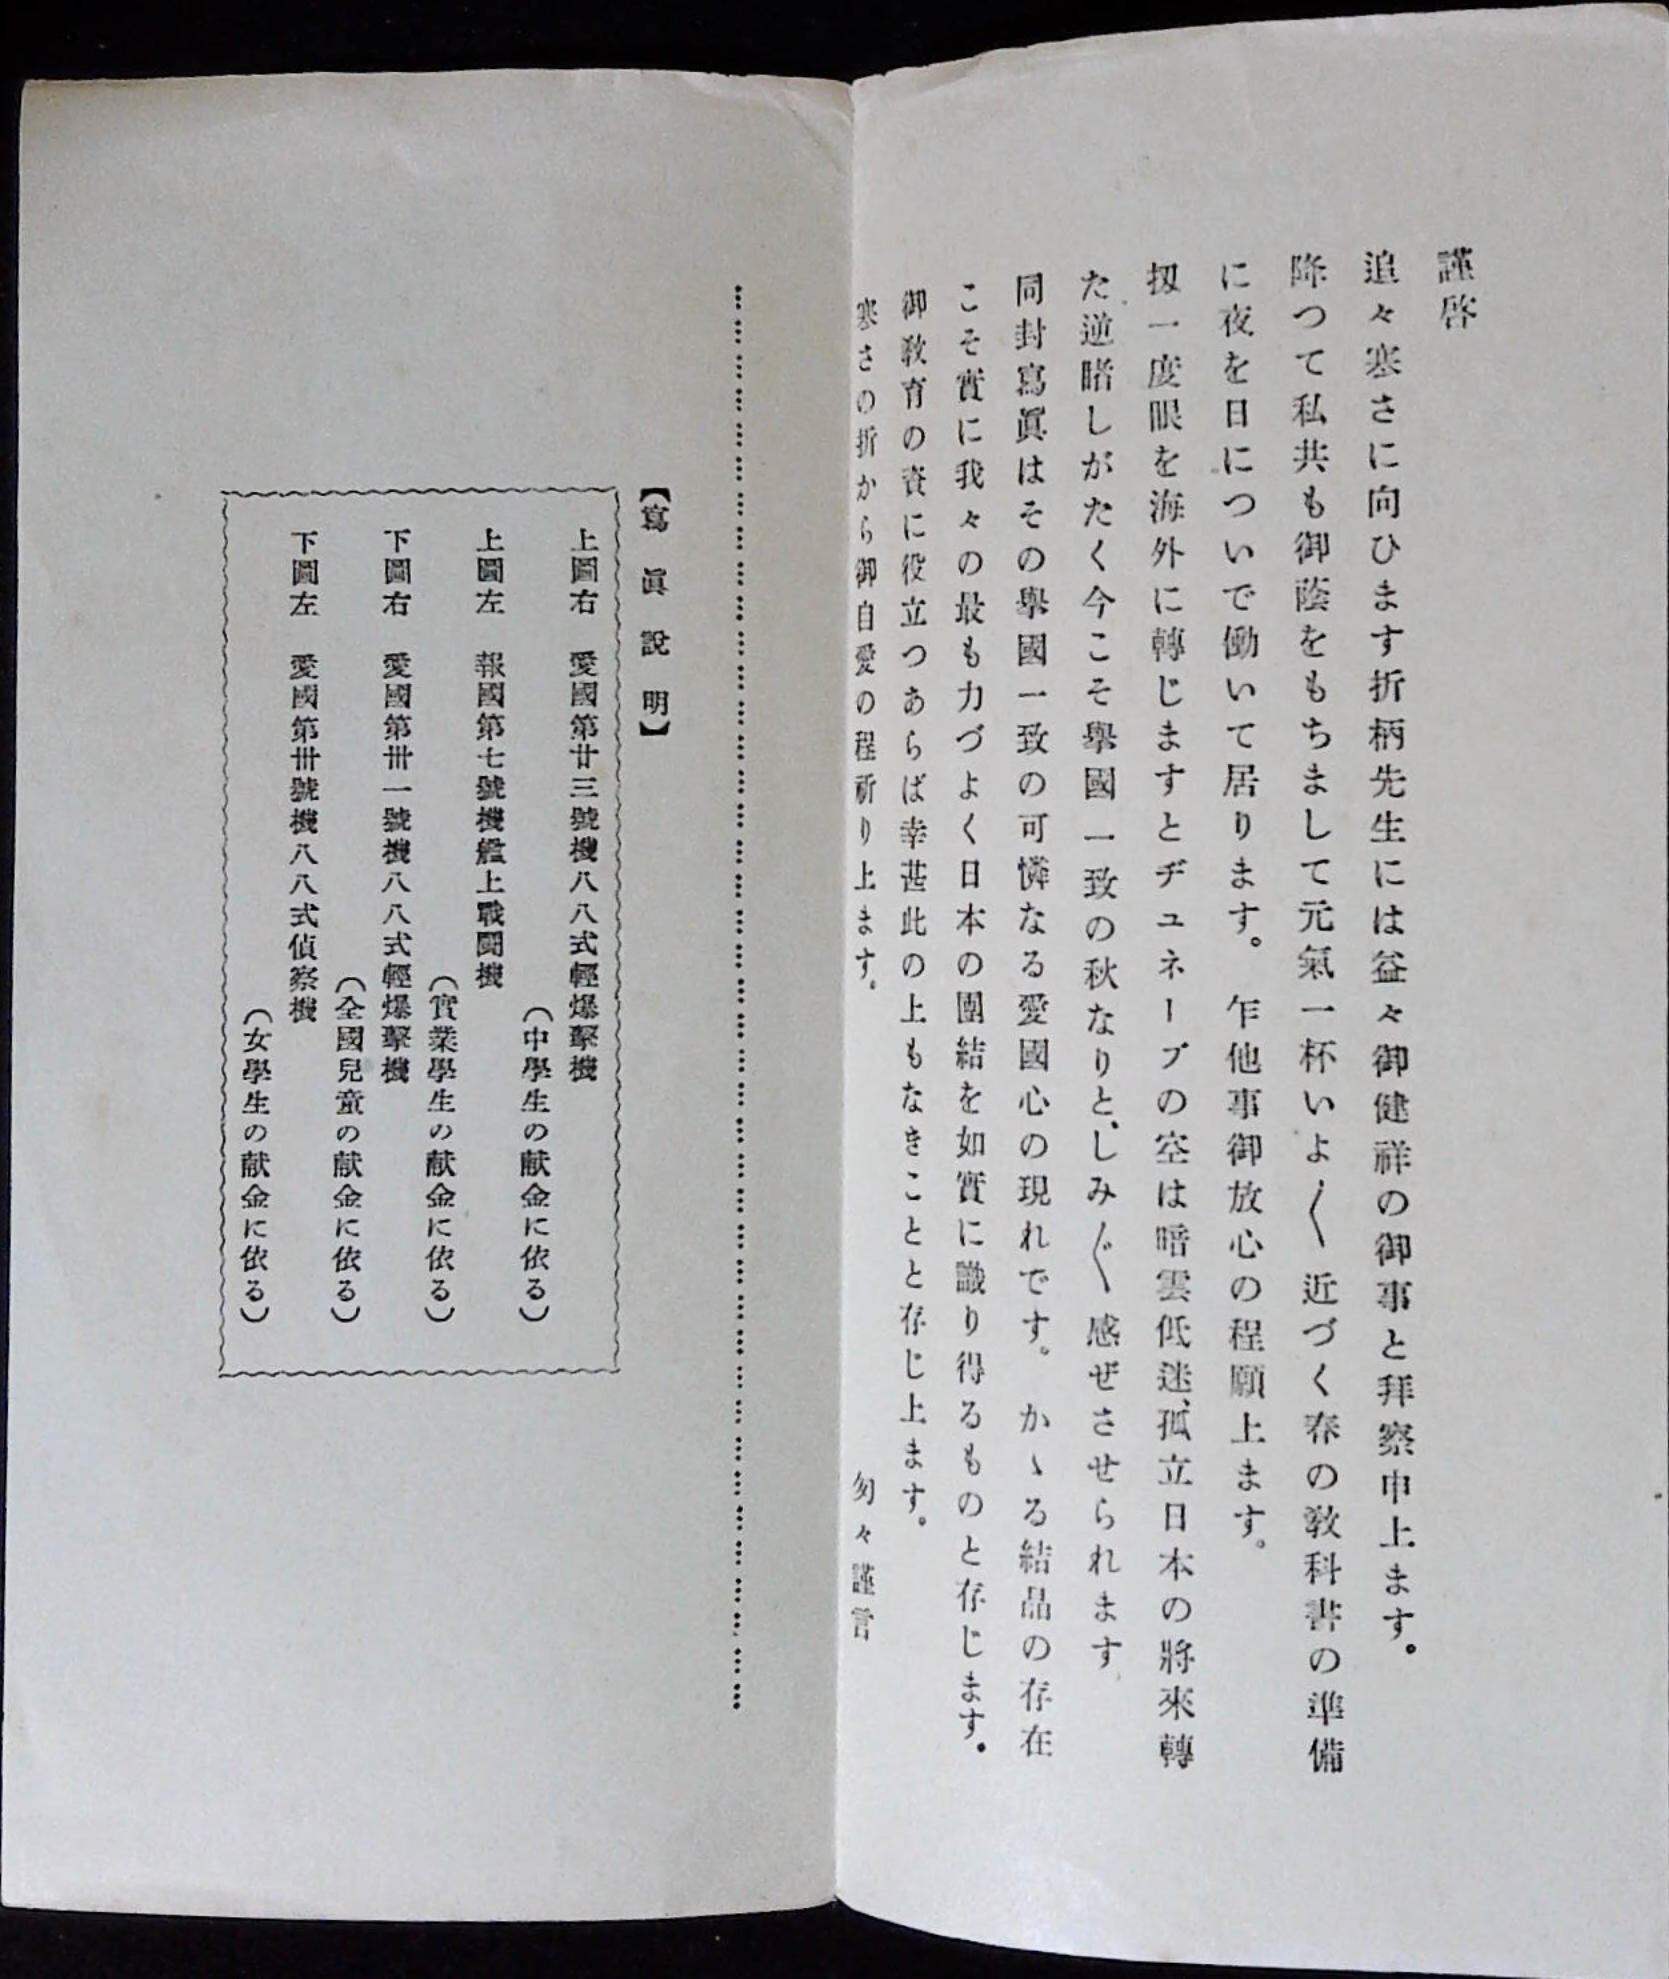 謹啓
追々寒さに向ひます折柄先生には益々御健祥の御事と拜察申上ます。
降つて私共も御蔭をもちまして元氣一杯いよ〱近づく春の教科書の準備
に夜を日についで働いて居ります。乍他事御放心の程願上ます。
扨一度眼を海外に轉じますとヂュネーブの空は暗雲低迷、孤立日本の將來轉
た逆睹しがたく今こそ擧國一致の秋なりと、しみ〲感ぜさせられます
同封寫眞はその擧國一致の可憐なる愛國心の現れです。かゝる結晶の存在
こそ實に我々の最も力づよく日本の團結を如實に識り得るものと存じます。
御敎育の資に役立つあらば幸甚此の上もなきことと存じ上ます。
寒さの折から御自愛の程祈り上ます。
匆々謹言
【寫眞說明】
上圖右 愛國第廿三號機八八式輕爆擊機
(中學生の献金に依る)
上圖左 報國第七號機艦上戰鬪機
(實業學生の献金に依る)
下圖右 愛國第卅一號機八八式輕爆擊機
(全國兒童の献金に依る)
下圖左 愛國第卅號機八八式偵察機
(女學生の献金に依る)